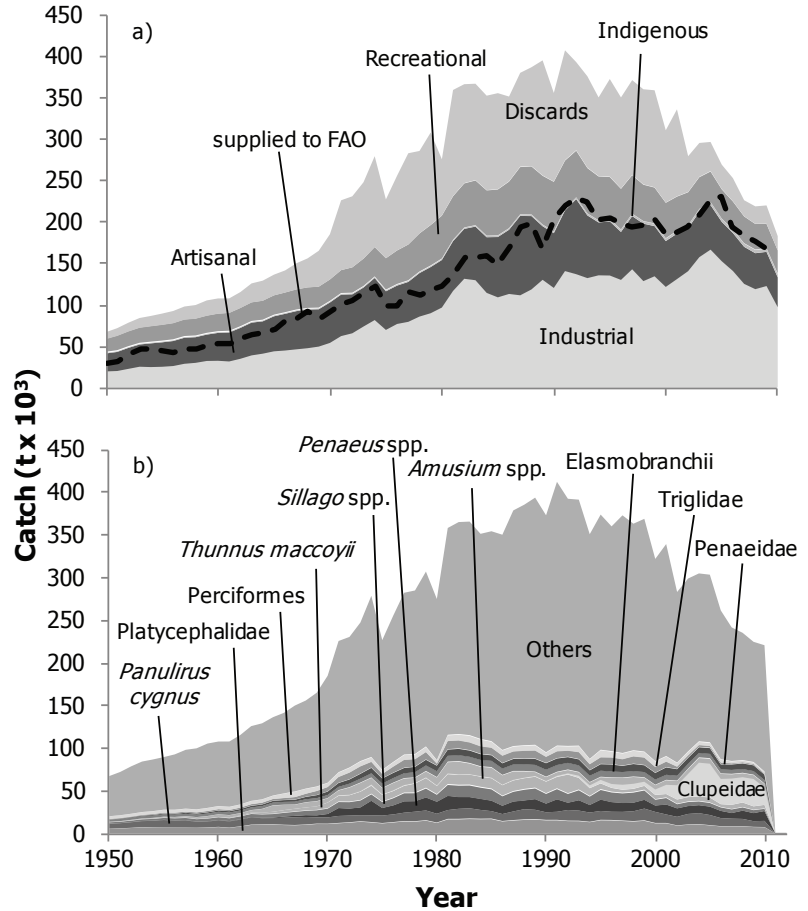 450
400
350
300
250
200
150
100
50
0
a)
Recreational
Indigenous
Discards
supplied to FAO
Artisanal
Industrial
Catch (t x 10³)
450
400
350
300
250
200
150
100
50
0
b)
Penaeus spp.
Amusium spp.
Elasmobranchii
Sillago spp.
Triglidae
Thunnus maccoyii
Penaeidae
Perciformes
Platycephalidae
Panulirus
cygnus
Others
Clupeidae
1950 1960 1970 1980 1990 2000 2010
Year